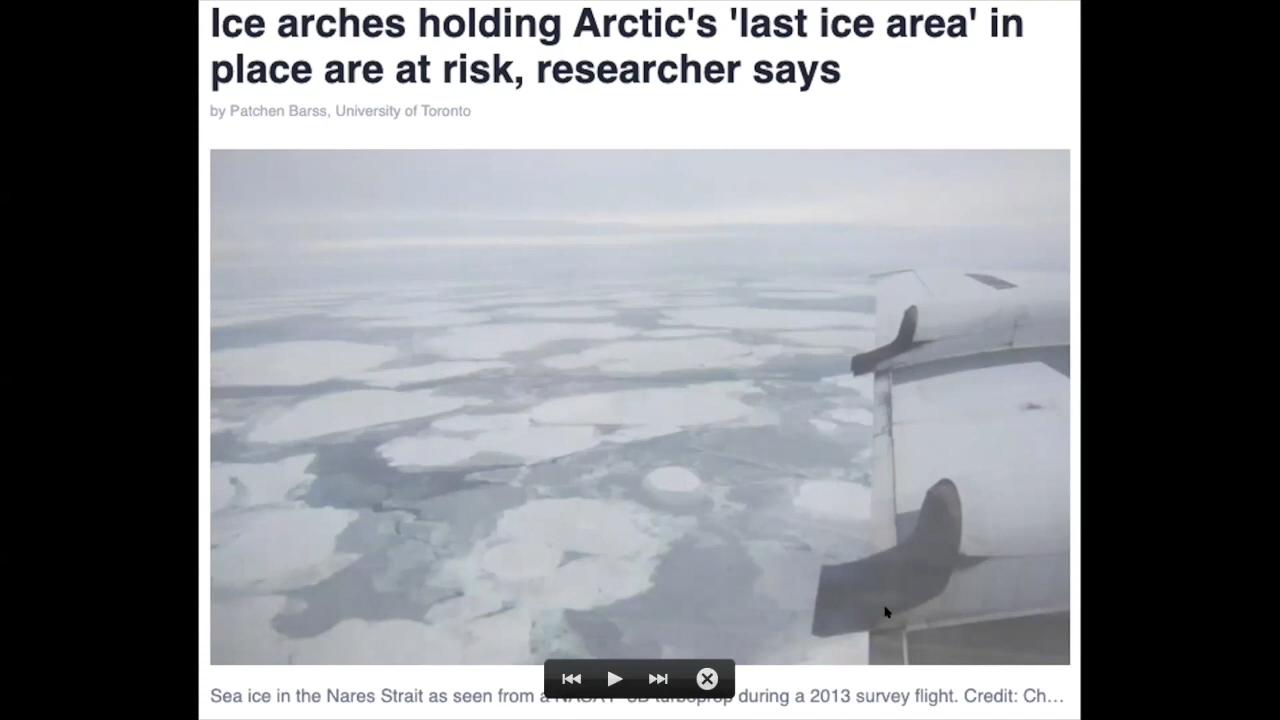 Ice arches holding Arctic's 'last ice area' in
place are at risk, researcher says
by Patchen Barss, University of Toronto
Sea ice in the Nares Strait as seen from a during a 2013 survey flight. Credit: Ch…